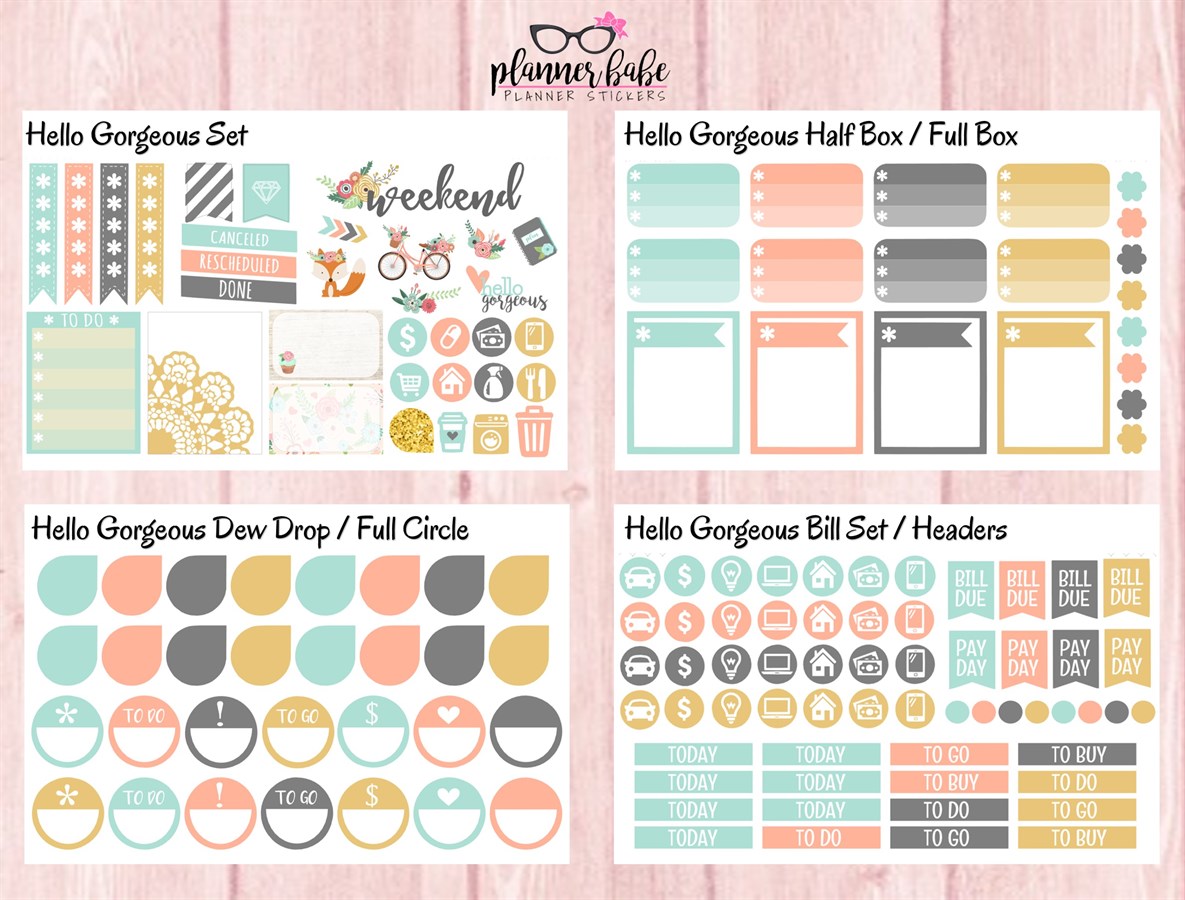 planner babe
PLANNER STICKERS
Hello Gorgeous Set
CANCELED
RESCHEDULED
DONE
weekend
hello
gorgeous
TO DO
$
Hello Gorgeous Half Box / Full Box
Hello Gorgeous Dew Drop / Full Circle
* TO DO ! TO GO $
* TO DO ! TO GO $
Hello Gorgeous Bill Set / Headers
$
$
$
$
BILL DUE BILL DUE BILL DUE BILL DUE
PAY DAY PAY DAY PAY DAY PAY DAY
TODAY TODAY TO GO TO BUY
TODAY TODAY TO BUY TO DO
TODAY TODAY TO DO TO GO
TODAY TO DO TO GO TO BUY